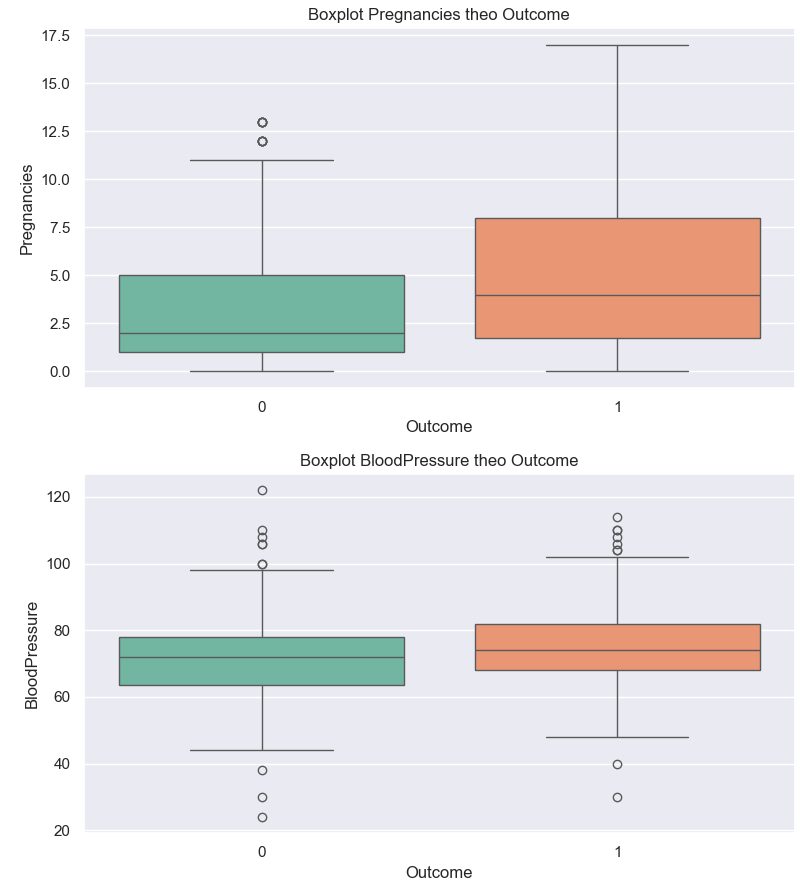 Boxplot Pregnancies theo Outcome
17.5
15.0
12.5
10.0
7.5
5.0
2.5
0.0
Pregnancies
0 1
Outcome
Boxplot BloodPressure theo Outcome
120
100
80
60
40
20
BloodPressure
0 1
Outcome